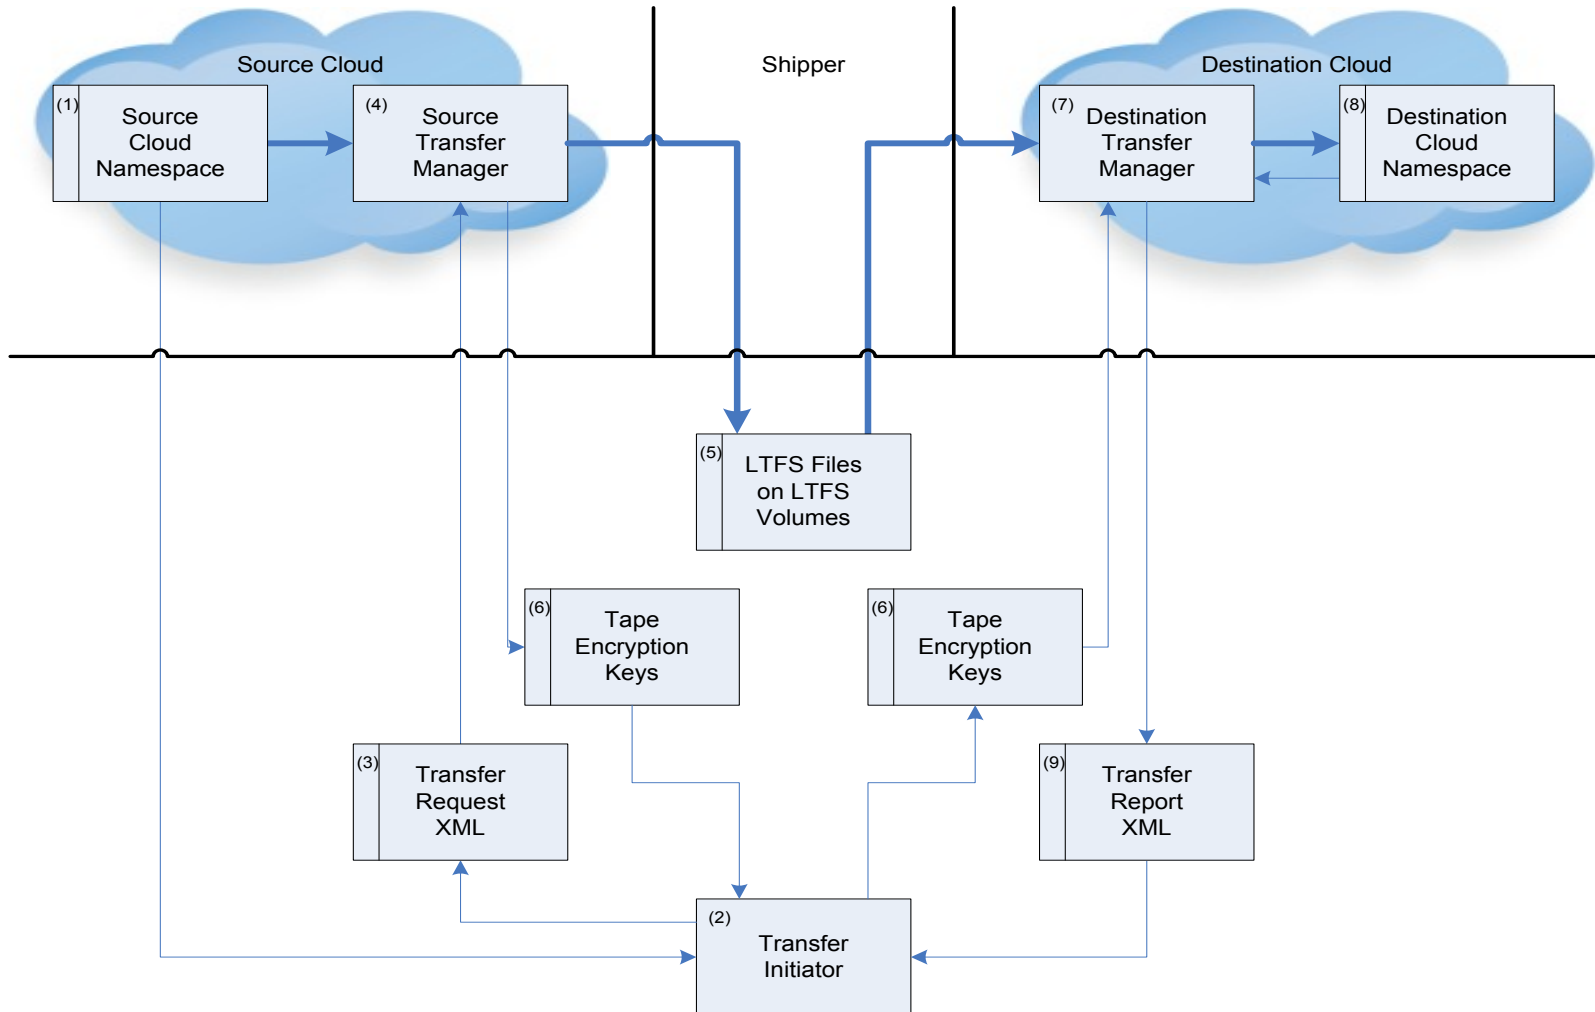 Source Cloud
Shipper
Destination Cloud
(1)
Source
Cloud
Namespace
(4)
Source
Transfer
Manager
(7)
Destination
Transfer
Manager
(8)
Destination
Cloud
Namespace
(5)
LTFS Files
on LTFS
Volumes
(6)
Tape
Encryption
Keys
(6)
Tape
Encryption
Keys
(3)
Transfer
Request
XML
(9)
Transfer
Report
XML
(2)
Transfer
Initiator